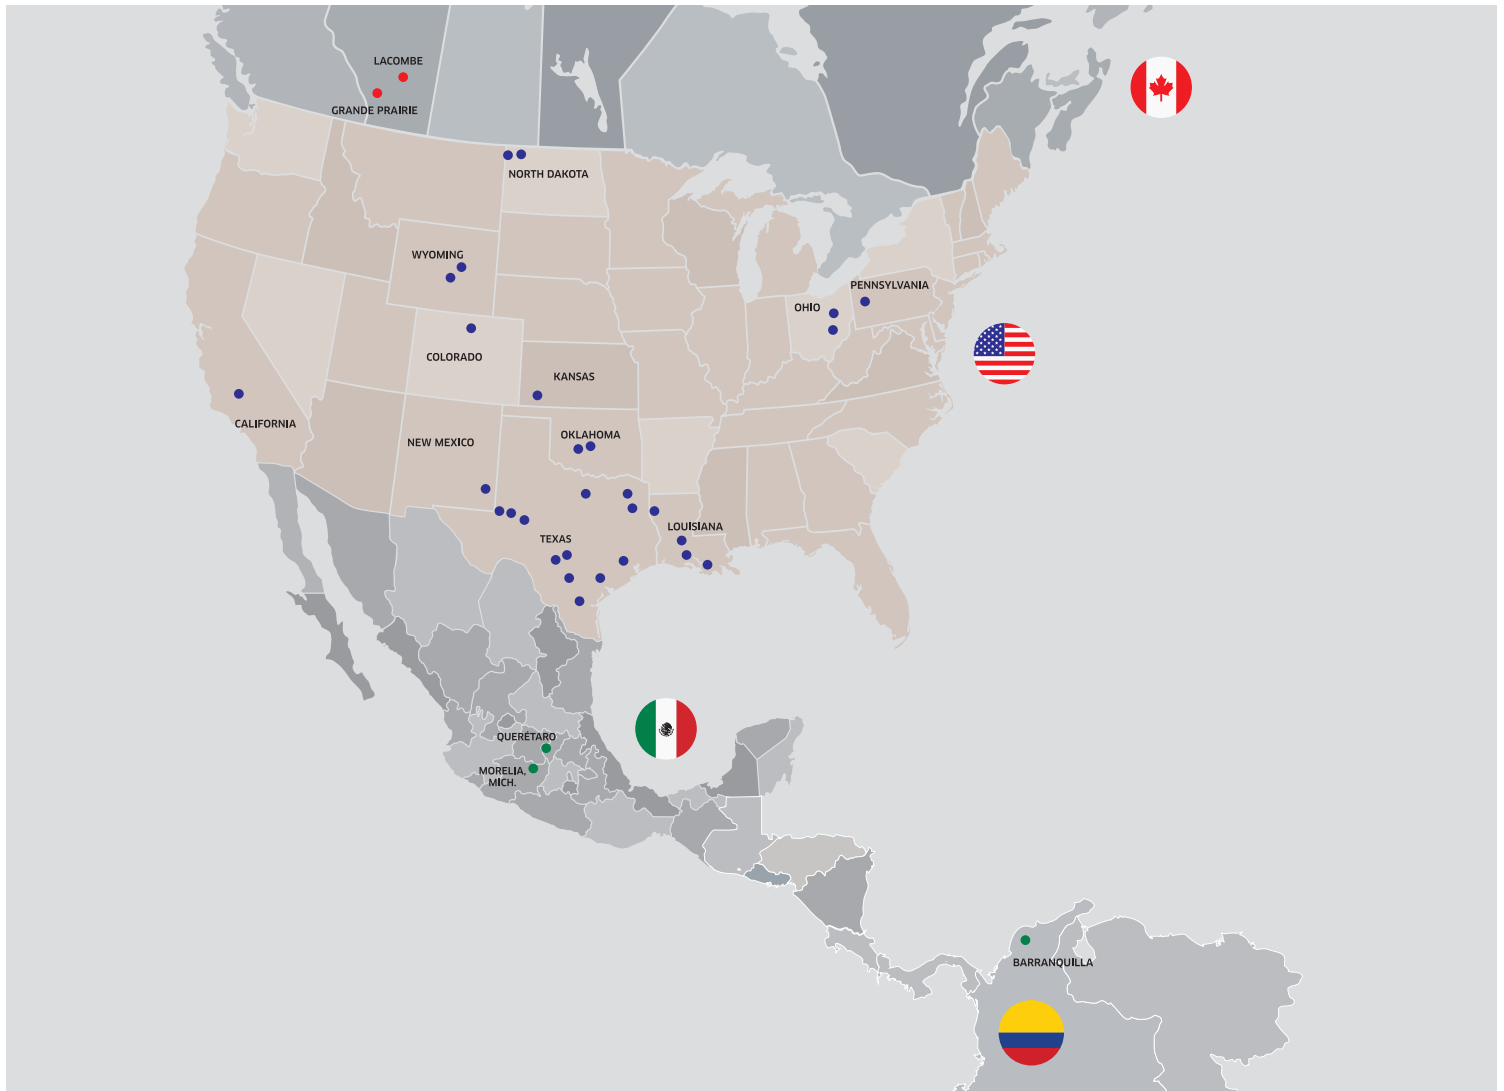 LACOMBE
GRANDE PRAIRIE
NORTH DAKOTA
WYOMING
PENNSYLVANIA
OHIO
COLORADO
KANSAS
CALIFORNIA
NEW MEXICO
OKLAHOMA
LOUISIANA
TEXAS
QUERÉTARO
MORELIA,
MICH.
BARRANQUILLA